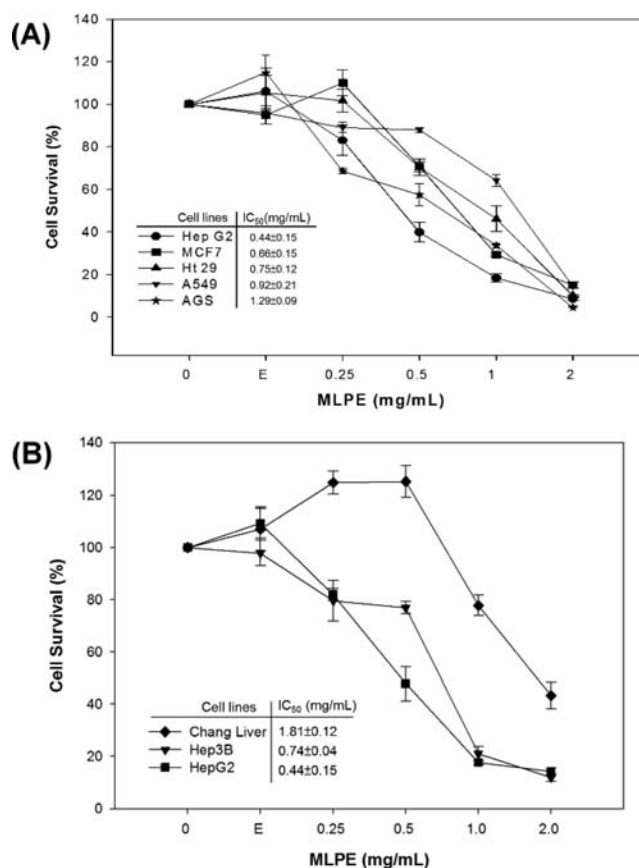 (A)
140
120
100
80
60
40
20
0
Cell Survival (%)
Cell lines IC50(mg/mL)
Hep G2 0.44±0.15
MCF7 0.66±0.15
Ht 29 0.75±0.12
A549 0.92±0.21
AGS 1.29±0.09
0 E 0.25 0.5 1 2
MLPE (mg/mL)
(B)
140
120
100
80
60
40
20
0
Cell Survival (%)
Cell lines IC50 (mg/mL)
Chang Liver 1.81±0.12
Hep3B 0.74±0.04
HepG2 0.44±0.15
0 E 0.25 0.5 1.0 2.0
MLPE (mg/mL)